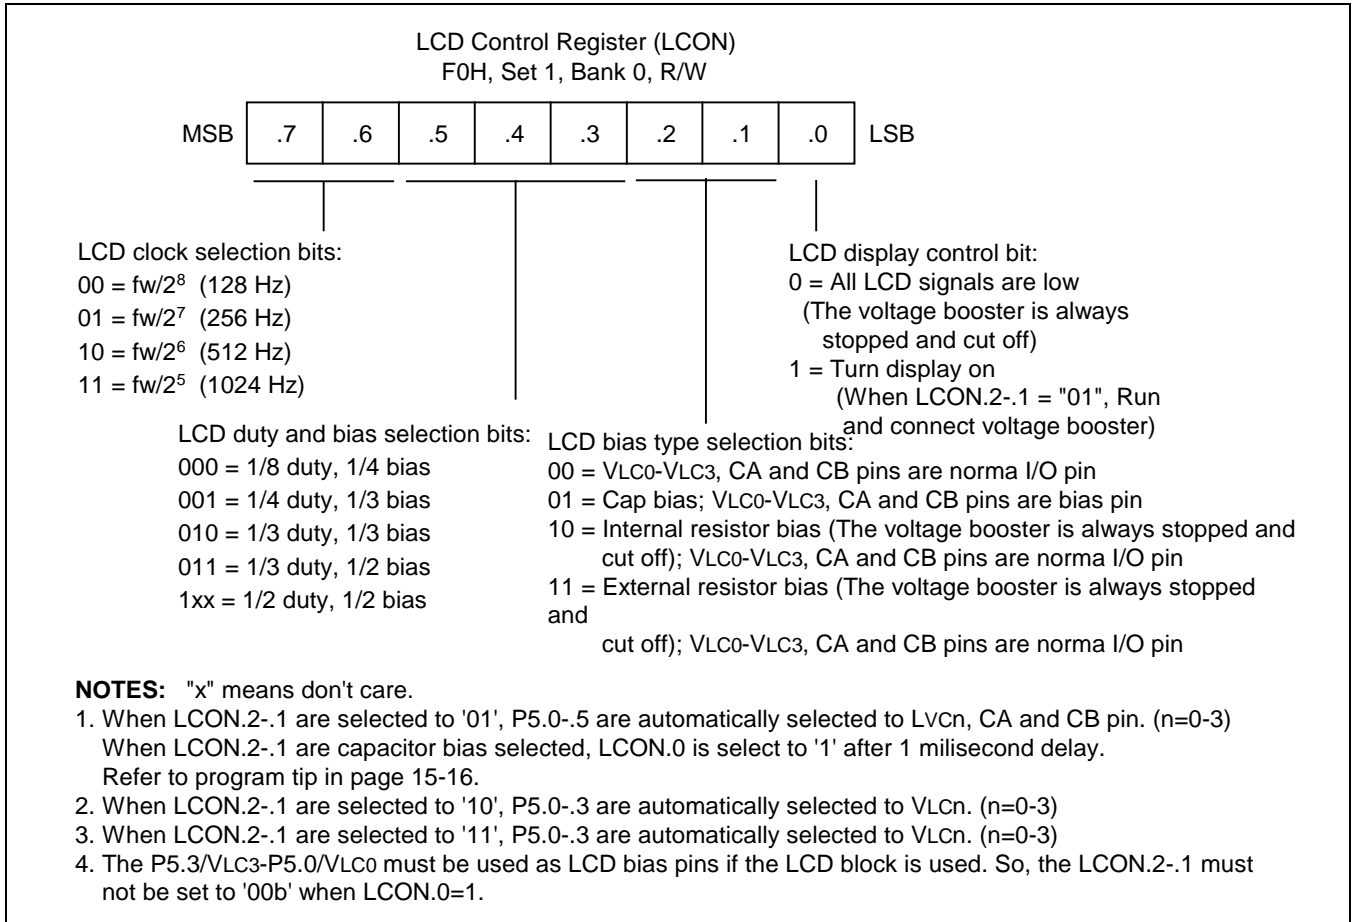 LCD Control Register (LCON)
F0H, Set 1, Bank 0, R/W
MSB .7 .6 .5 .4 .3 .2 .1 .0 LSB
LCD clock selection bits:
00 = fw/2⁸ (128 Hz)
01 = fw/2⁷ (256 Hz)
10 = fw/2⁶ (512 Hz)
11 = fw/2⁵ (1024 Hz)
LCD display control bit:
0 = All LCD signals are low
(The voltage booster is always
stopped and cut off)
1 = Turn display on
(When LCON.2-.1 = "01", Run
and connect voltage booster)
LCD duty and bias selection bits:
000 = 1/8 duty, 1/4 bias
001 = 1/4 duty, 1/3 bias
010 = 1/3 duty, 1/3 bias
011 = 1/3 duty, 1/2 bias
1xx = 1/2 duty, 1/2 bias
LCD bias type selection bits:
00 = VLC0-VLC3, CA and CB pins are norma I/O pin
01 = Cap bias; VLC0-VLC3, CA and CB pins are bias pin
10 = Internal resistor bias (The voltage booster is always stopped and
cut off); VLC0-VLC3, CA and CB pins are norma I/O pin
11 = External resistor bias (The voltage booster is always stopped
and
cut off); VLC0-VLC3, CA and CB pins are norma I/O pin
NOTES: "x" means don't care.
1. When LCON.2-.1 are selected to '01', P5.0-.5 are automatically selected to LVCn, CA and CB pin. (n=0-3)
When LCON.2-.1 are capacitor bias selected, LCON.0 is select to '1' after 1 milisecond delay.
Refer to program tip in page 15-16.
2. When LCON.2-.1 are selected to '10', P5.0-.3 are automatically selected to VLCn. (n=0-3)
3. When LCON.2-.1 are selected to '11', P5.0-.3 are automatically selected to VLCn. (n=0-3)
4. The P5.3/VLC3-P5.0/VLC0 must be used as LCD bias pins if the LCD block is used. So, the LCON.2-.1 must
not be set to '00b' when LCON.0=1.